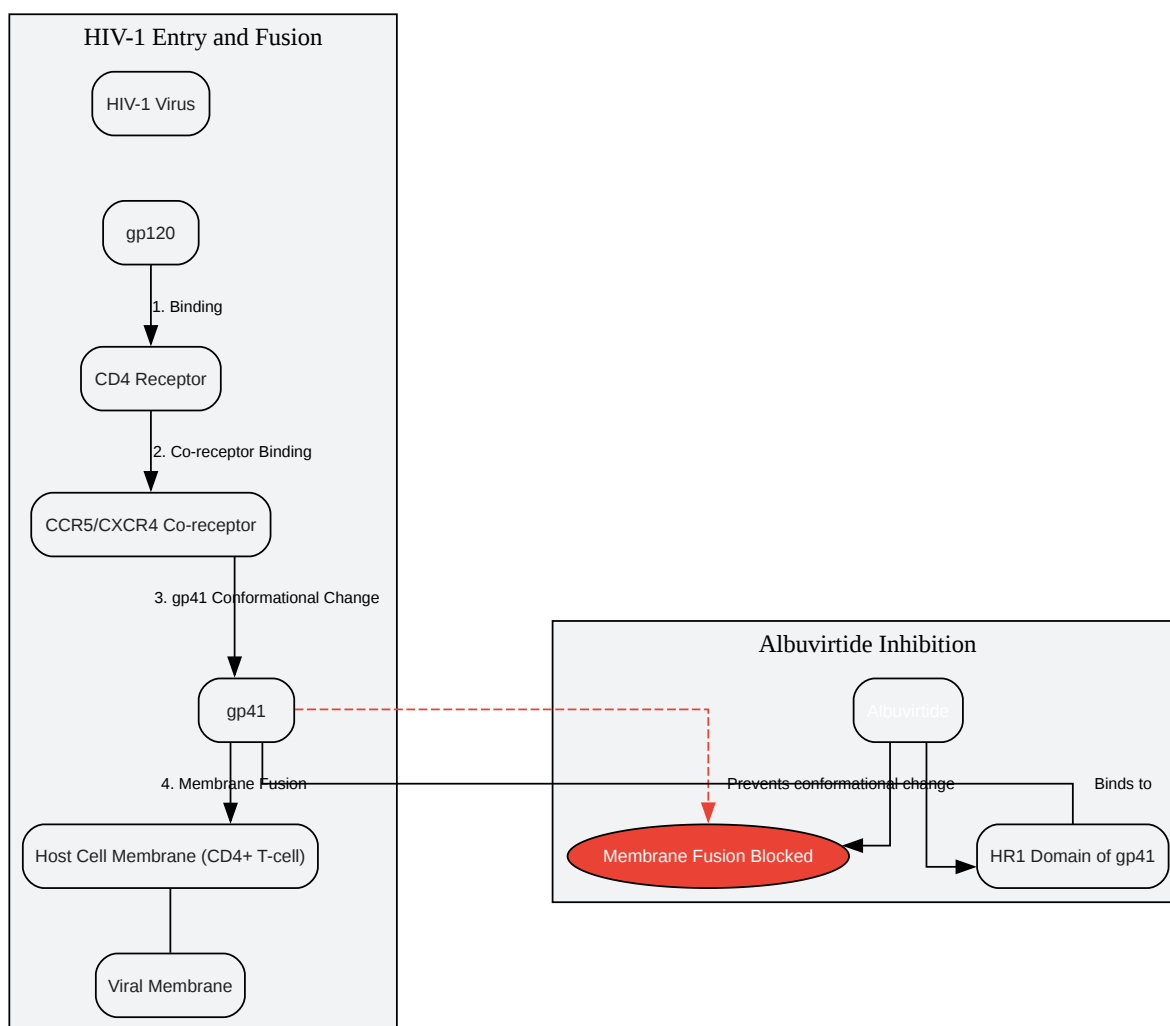 HIV-1 Entry and Fusion
HIV-1 Virus
gp120
1. Binding
CD4 Receptor
2. Co-receptor Binding
CCR5/CXCR4 Co-receptor
3. gp41 Conformational Change
gp41
4. Membrane Fusion
Host Cell Membrane (CD4+ T-cell)
Viral Membrane
Albuvirtide Inhibition
Albuvirtide
Prevents conformational change
Binds to
Membrane Fusion Blocked
HR1 Domain of gp41